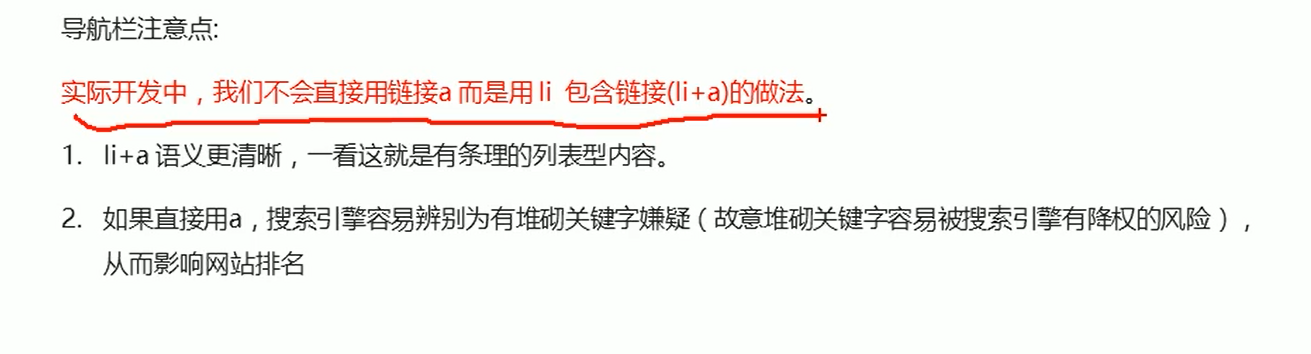 导航栏注意点:
实际开发中，我们不会直接用链接a 而是用 li 包含链接(li+a)的做法。
1. li+a 语义更清晰，一看这就是有条理的列表型内容。
2. 如果直接用a，搜索引擎容易辨别为有堆砌关键字嫌疑（故意堆砌关键字容易被搜索引擎有降权的风险），
从而影响网站排名